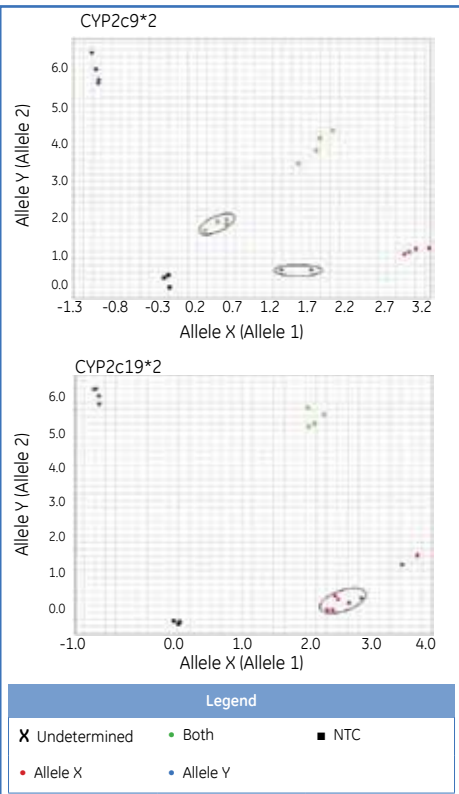 CYP2c9*2
Allele Y (Allele 2)
6.0
5.0
4.0
3.0
2.0
1.0
0.0
-1.3 -0.8 -0.3 0.2 0.7 1.2 1.7 2.2 2.7 3.2
Allele X (Allele 1)
CYP2c19*2
Allele Y (Allele 2)
6.0
5.0
4.0
3.0
2.0
1.0
0.0
-1.0 0.0 1.0 2.0 3.0 4.0
Allele X (Allele 1)
Legend
X Undetermined • Both ■ NTC
• Allele X • Allele Y